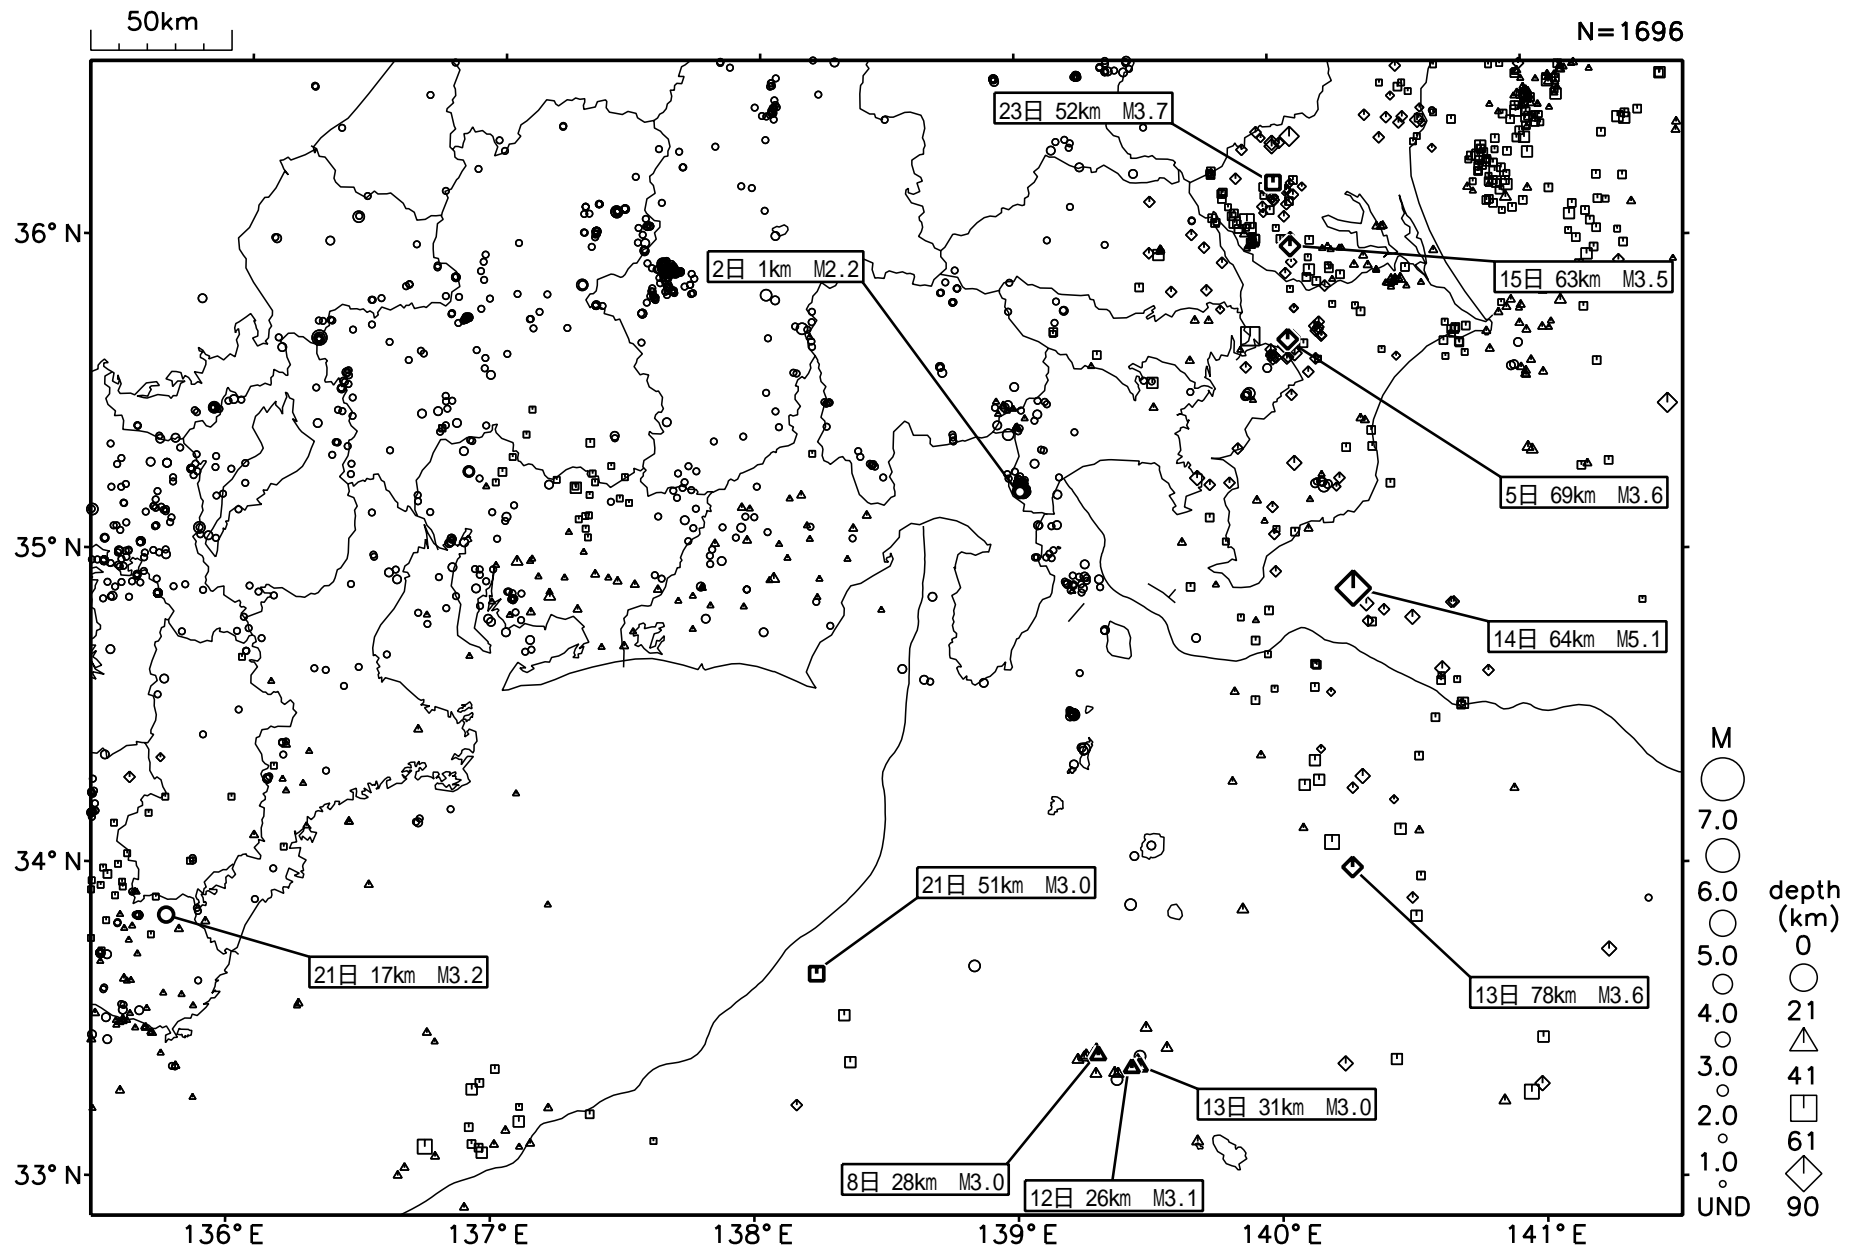 50km
N=1696
23日 52km M3.7
36°N
2日 1km M2.2
15日 63km M3.5
5日 69km M3.6
35°N
14日 64km M5.1
34°N
21日 51km M3.0
21日 17km M3.2
13日 78km M3.6
13日 31km M3.0
8日 28km M3.0
12日 26km M3.1
33°N
136°E
137°E
138°E
139°E
140°E
141°E
M
7.0
6.0
5.0
4.0
3.0
2.0
1.0
UND
depth
(km)
0
21
41
61
90